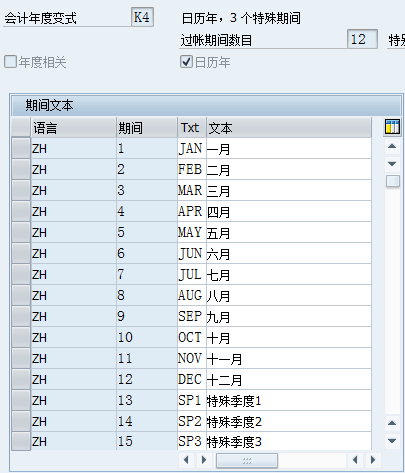 会计年度变式 K4 日历年，3 个特殊期间
过帐期间数目 12
年度相关 日历年
期间文本
语言 期间 Txt 文本
ZH 1 JAN 一月
ZH 2 FEB 二月
ZH 3 MAR 三月
ZH 4 APR 四月
ZH 5 MAY 五月
ZH 6 JUN 六月
ZH 7 JUL 七月
ZH 8 AUG 八月
ZH 9 SEP 九月
ZH 10 OCT 十月
ZH 11 NOV 十一月
ZH 12 DEC 十二月
ZH 13 SP1 特殊季度1
ZH 14 SP2 特殊季度2
ZH 15 SP3 特殊季度3